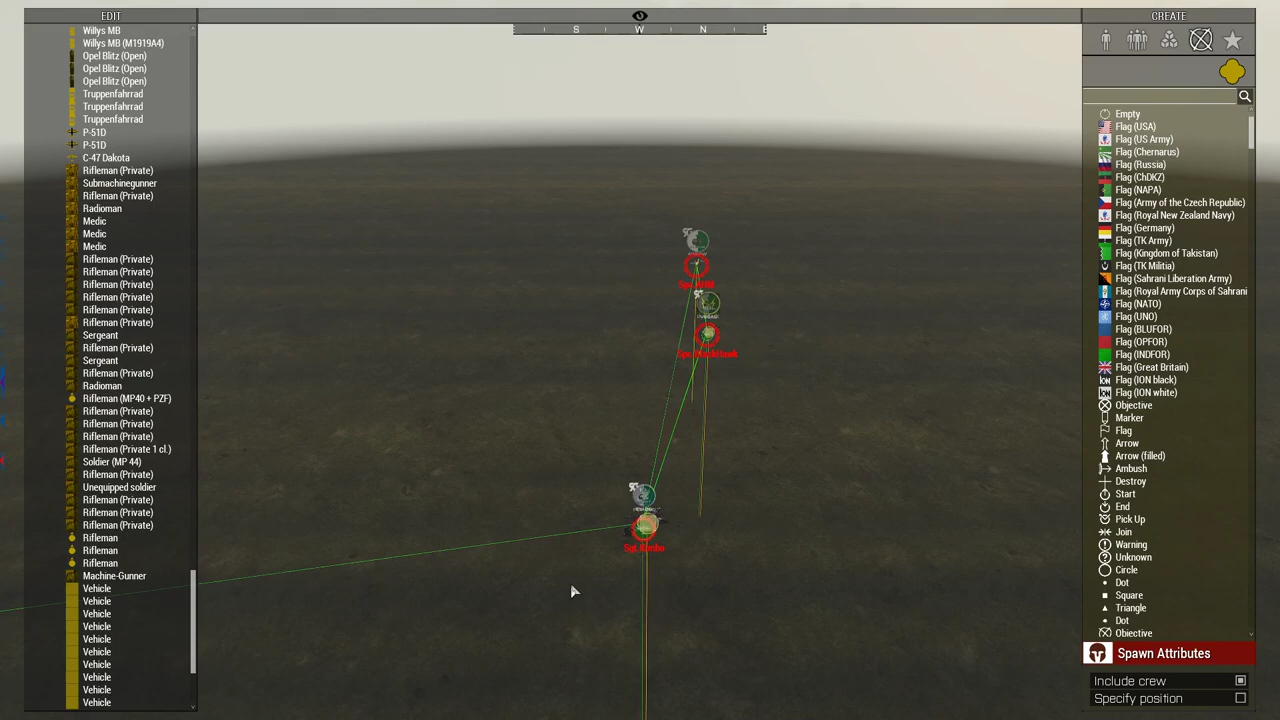 EDIT
Willys MB
Willys MB (M1919A4)
Opel Blitz (Open)
Opel Blitz (Open)
Opel Blitz (Open)
Truppenfahrrad
Truppenfahrrad
Truppenfahrrad
P-51D
P-51D
C-47 Dakota
Rifleman (Private)
Submachinegunner
Rifleman (Private)
Radioman
Medic
Medic
Medic
Rifleman (Private)
Rifleman (Private)
Rifleman (Private)
Rifleman (Private)
Rifleman (Private)
Rifleman (Private)
Sergeant
Rifleman (Private)
Sergeant
Rifleman (Private)
Radioman
Rifleman (MP40 + PZF)
Rifleman (Private)
Rifleman (Private)
Rifleman (Private)
Rifleman (Private 1 cl.)
Soldier (MP 44)
Rifleman (Private)
Unequipped soldier
Rifleman (Private)
Rifleman (Private)
Rifleman (Private)
Rifleman
Rifleman
Rifleman
Machine-Gunner
Vehicle
Vehicle
Vehicle
Vehicle
Vehicle
Vehicle
Vehicle
Vehicle
Vehicle
Vehicle
S W N E
Sgt
CREATE
Empty
Flag (USA)
Flag (US Army)
Flag (Chernarus)
Flag (Russia)
Flag (ChDKZ)
Flag (NAPA)
Flag (Army of the Czech Republic)
Flag (Royal New Zealand Navy)
Flag (Germany)
Flag (TK Army)
Flag (Kingdom of Takistan)
Flag (TK Militia)
Flag (Sahrani Liberation Army)
Flag (Royal Army Corps of Sahrani
Flag (NATO)
Flag (UNO)
Flag (BLUFOR)
Flag (OPFOR)
Flag (INDFOR)
Flag (Great Britain)
Flag (ION black)
Flag (ION white)
Objective
Marker
Flag
Arrow
Arrow (filled)
Ambush
Destroy
Start
End
Pick Up
Join
Warning
Unknown
Circle
Dot
Square
Triangle
Dot
Objective
Spawn Attributes
Include crew
Specify position